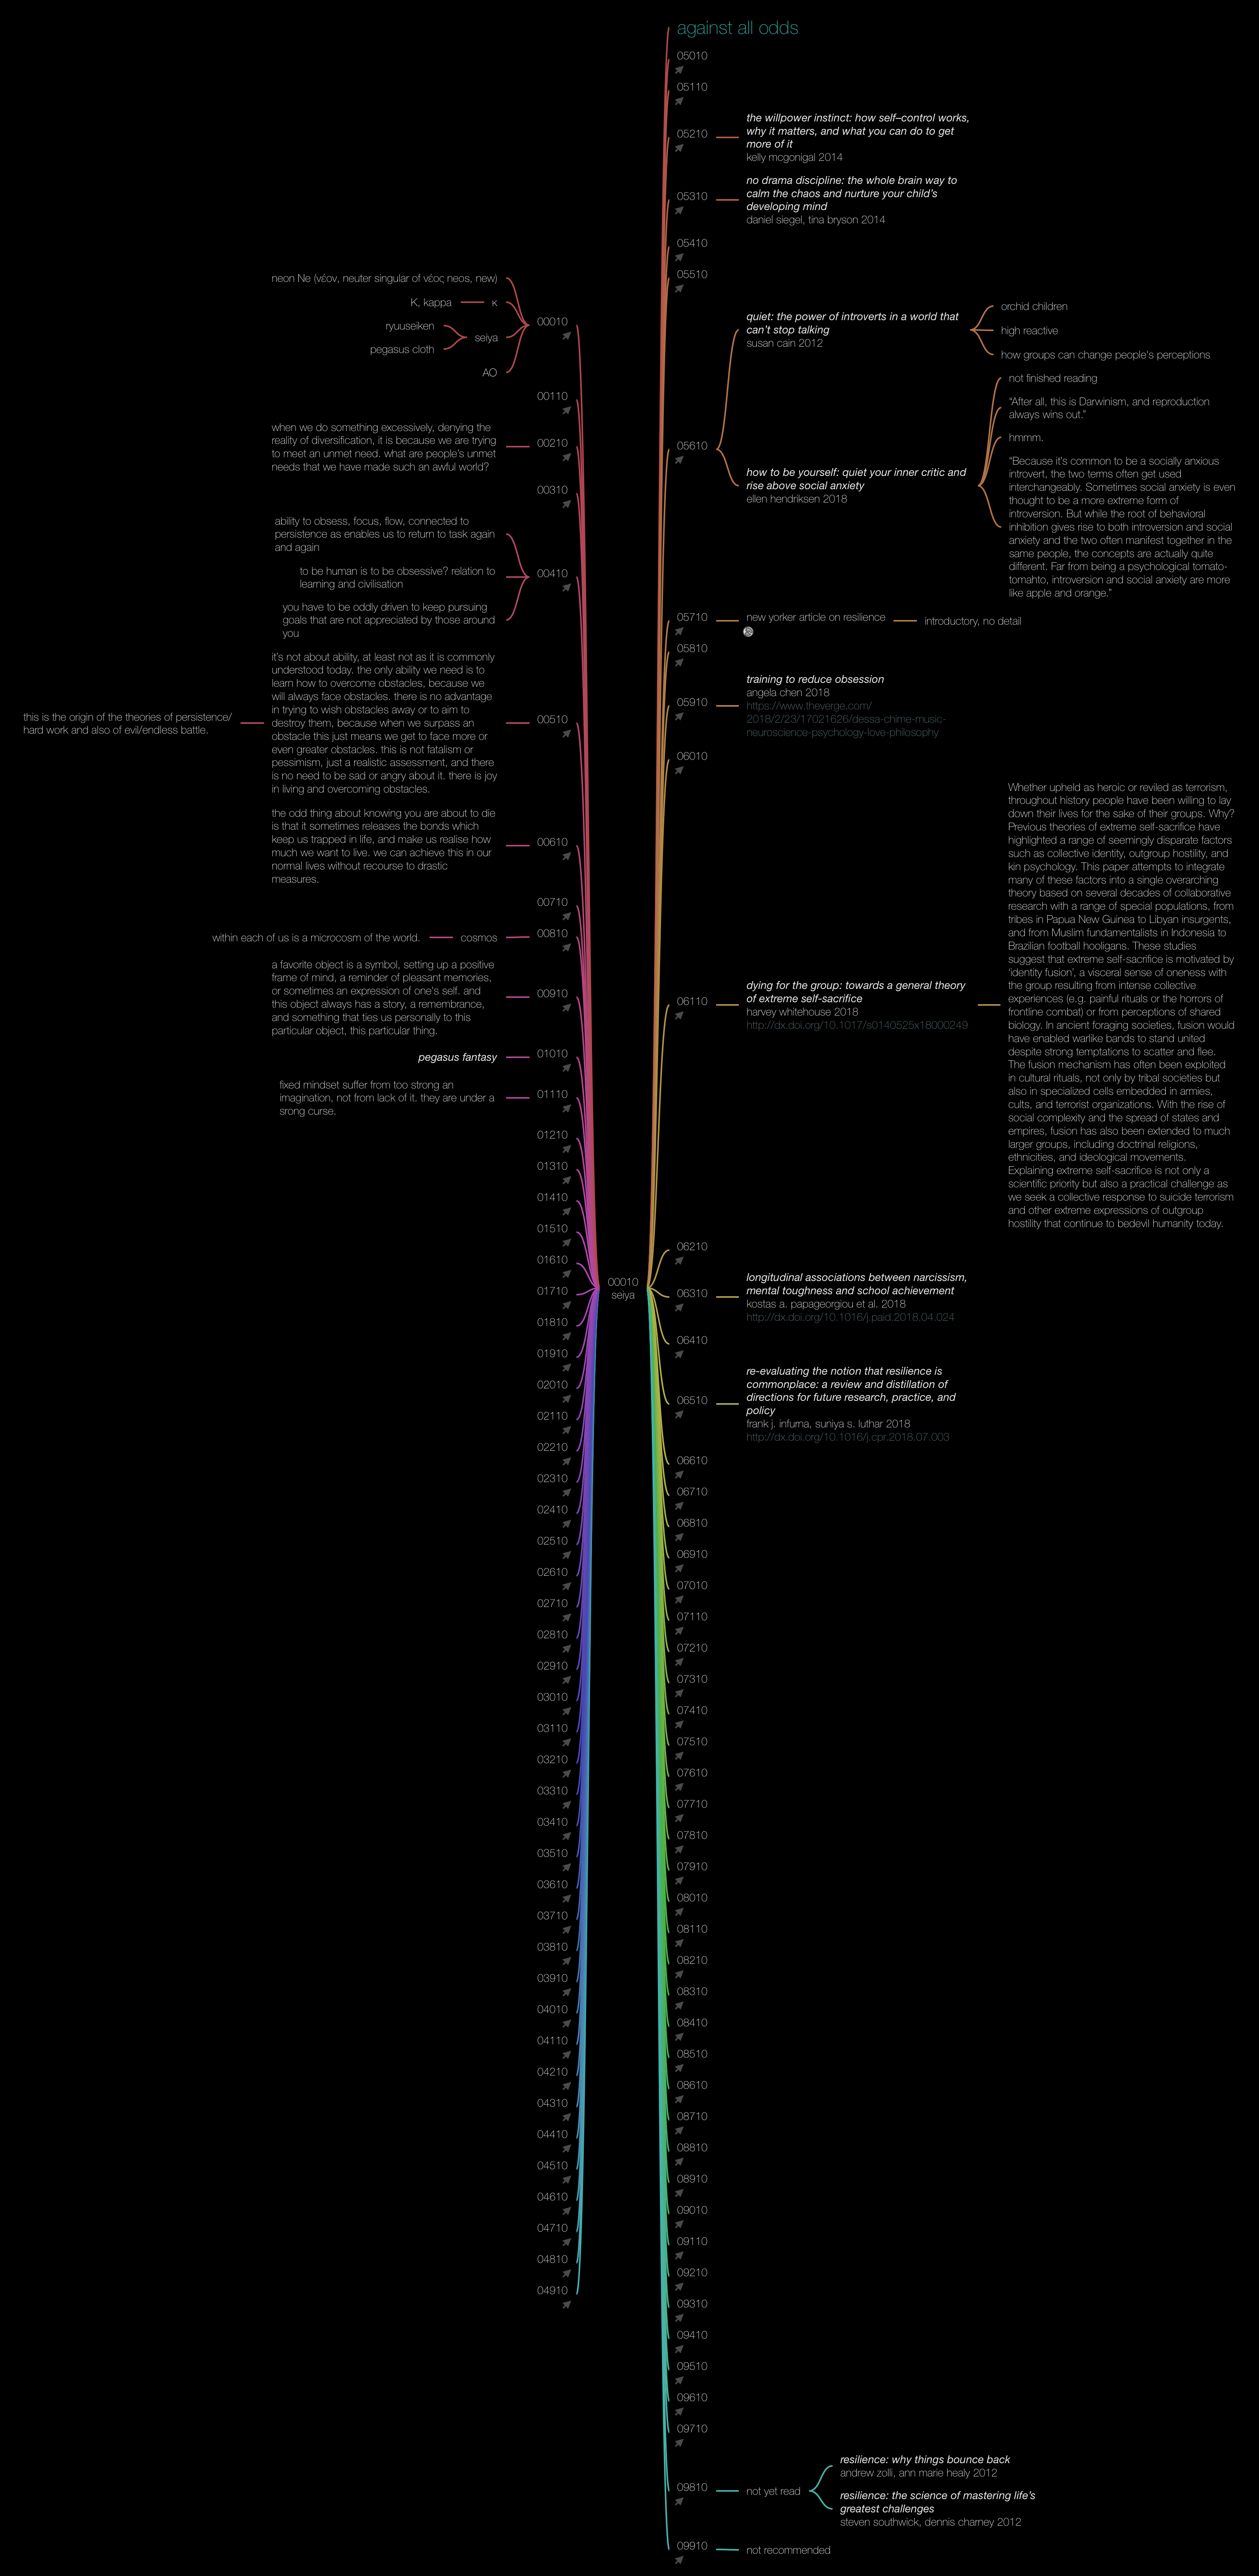 against all odds
05010
05110
05210
the willpower instinct: how self–control works,
why it matters, and what you can do to get
more of it
kelly mcgonigal 2014
05310
no drama discipline: the whole brain way to
calm the chaos and nurture your child's
developing mind
daniel siegel, tina bryson 2014
05410
05510
05610
quiet: the power of introverts in a world that
can't stop talking
susan cain 2012
orchid children
high reactive
how groups can change people's perceptions
how to be yourself: quiet your inner critic and
rise above social anxiety
ellen hendriksen 2018
not finished reading
“After all, this is Darwinism, and reproduction
always wins out.”
hmmm.
“Because it's common to be a socially anxious
introvert, the two terms often get used
interchangeably. Sometimes social anxiety is even
thought to be a more extreme form of
introversion. But while the root of behavioral
inhibition gives rise to both introversion and social
anxiety and the two often manifest together in the
same people, the concepts are actually quite
different. Far from being a psychological tomato-
tomahto, introversion and social anxiety are more
like apple and orange.”
05710
new yorker article on resilience
introductory, no detail
05810
05910
training to reduce obsession
angela chen 2018
https://www.theverge.com/
2018/2/23/17021626/dessa-chime-music-
neuroscience-psychology-love-philosophy
06010
06110
dying for the group: towards a general theory
of extreme self-sacrifice
harvey whitehouse 2018
http://dx.doi.org/10.1017/s0140525x18000249
Whether upheld as heroic or reviled as terrorism,
throughout history people have been willing to lay
down their lives for the sake of their groups. Why?
Previous theories of extreme self-sacrifice have
highlighted a range of seemingly disparate factors
such as collective identity, outgroup hostility, and
kin psychology. This paper attempts to integrate
many of these factors into a single overarching
theory based on several decades of collaborative
research with a range of special populations, from
tribes in Papua New Guinea to Libyan insurgents,
and from Muslim fundamentalists in Indonesia to
Brazilian football hooligans. These studies
suggest that extreme self-sacrifice is motivated by
'identity fusion', a visceral sense of oneness with
the group resulting from intense collective
experiences (e.g. painful rituals or the horrors of
frontline combat) or from perceptions of shared
biology. In ancient foraging societies, fusion would
have enabled warlike bands to stand united
despite strong temptations to scatter and flee.
The fusion mechanism has often been exploited
in cultural rituals, not only by tribal societies but
also in specialized cells embedded in armies,
cults, and terrorist organizations. With the rise of
social complexity and the spread of states and
empires, fusion has also been extended to much
larger groups, including doctrinal religions,
ethnicities, and ideological movements.
Explaining extreme self-sacrifice is not only a
scientific priority but also a practical challenge as
we seek a collective response to suicide terrorism
and other extreme expressions of outgroup
hostility that continue to bedevil humanity today.
06210
06310
longitudinal associations between narcissism,
mental toughness and school achievement
kostas a. papageorgiou et al. 2018
http://dx.doi.org/10.1016/j.paid.2018.04.024
06410
06510
re-evaluating the notion that resilience is
commonplace: a review and distillation of
directions for future research, practice, and
policy
frank j. infurna, suniya s. luthar 2018
http://dx.doi.org/10.1016/j.cpr.2018.07.003
06610
06710
06810
06910
07010
07110
07210
07310
07410
07510
07610
07710
07810
07910
08010
08110
08210
08310
08410
08510
08610
08710
08810
08910
09010
09110
09210
09310
09410
09510
09610
09710
09810
not yet read
resilience: why things bounce back
andrew zolli, ann marie healy 2012
resilience: the science of mastering life's
greatest challenges
steven southwick, dennis charney 2012
09910
not recommended
00010
seiya
00010
neon Ne (νέον, neuter singular of νέος neos, new)
K, kappa
κ
ryuuseiken
pegasus cloth
seiya
AO
00110
00210
when we do something excessively, denying the
reality of diversification, it is because we are trying
to meet an unmet need. what are people's unmet
needs that we have made such an awful world?
00310
00410
ability to obsess, focus, flow, connected to
persistence as enables us to return to task again
and again
to be human is to be obsessive? relation to
learning and civilisation
you have to be oddly driven to keep pursuing
goals that are not appreciated by those around
you
00510
it's not about ability, at least not as it is commonly
understood today. the only ability we need is to
learn how to overcome obstacles, because we
will always face obstacles. there is no advantage
in trying to wish obstacles away or to aim to
destroy them, because when we surpass an
obstacle this just means we get to face more or
even greater obstacles. this is not fatalism or
pessimism, just a realistic assessment, and there
is no need to be sad or angry about it. there is joy
in living and overcoming obstacles.
this is the origin of the theories of persistence/
hard work and also of evil/endless battle.
00610
the odd thing about knowing you are about to die
is that it sometimes releases the bonds which
keep us trapped in life, and make us realise how
much we want to live. we can achieve this in our
normal lives without recourse to drastic
measures.
00710
00810
cosmos
within each of us is a microcosm of the world.
00910
a favorite object is a symbol, setting up a positive
frame of mind, a reminder of pleasant memories,
or sometimes an expression of one's self. and
this object always has a story, a remembrance,
and something that ties us personally to this
particular object, this particular thing.
01010
pegasus fantasy
01110
fixed mindset suffer from too strong an
imagination, not from lack of it. they are under a
srong curse.
01210
01310
01410
01510
01610
01710
01810
01910
02010
02110
02210
02310
02410
02510
02610
02710
02810
02910
03010
03110
03210
03310
03410
03510
03610
03710
03810
03910
04010
04110
04210
04310
04410
04510
04610
04710
04810
04910